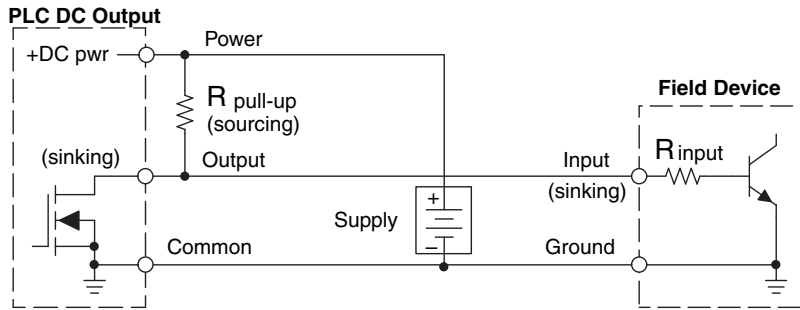 PLC DC Output
+DC pwr
Power
R pull-up
(sourcing)
Field Device
(sinking)
Output
Input
(sinking)
R input
Supply
+
–
Common
Ground